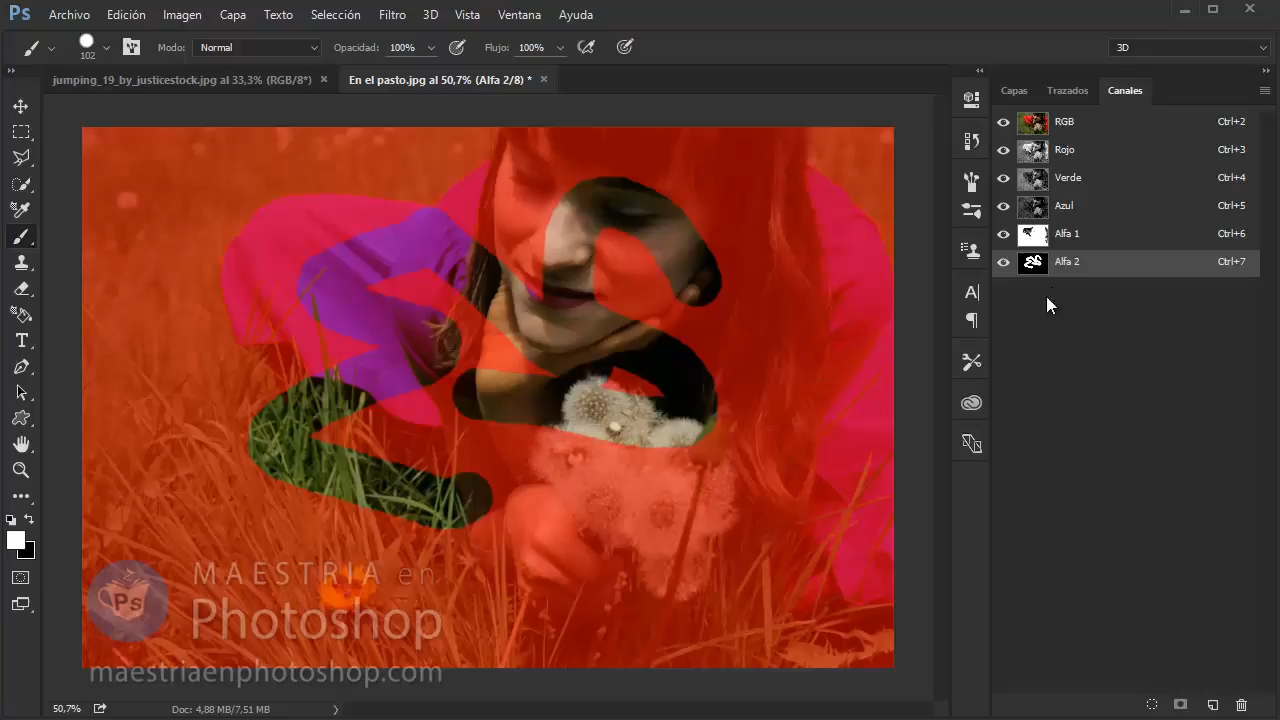 Ps Archivo Edición Imagen Capa Texto Selección Filtro 3D Vista Ventana Ayuda
102 Modo: Normal Opacidad: 100% Flujo: 100% 3D
jumping_19_by_justicestock.jpg al 33,3% (RGB/8*) × En el pasto.jpg al 50,7% (Alfa 2/8) * ×
Capas Trazados Canales
RGB Ctrl+2
Rojo Ctrl+3
Verde Ctrl+4
Azul Ctrl+5
Alfa 1 Ctrl+6
Alfa 2 Ctrl+7
MAESTRIA en
Ps Photoshop
maestriaenphotoshop.com
50,7% Doc: 4,88 MB/7,51 MB